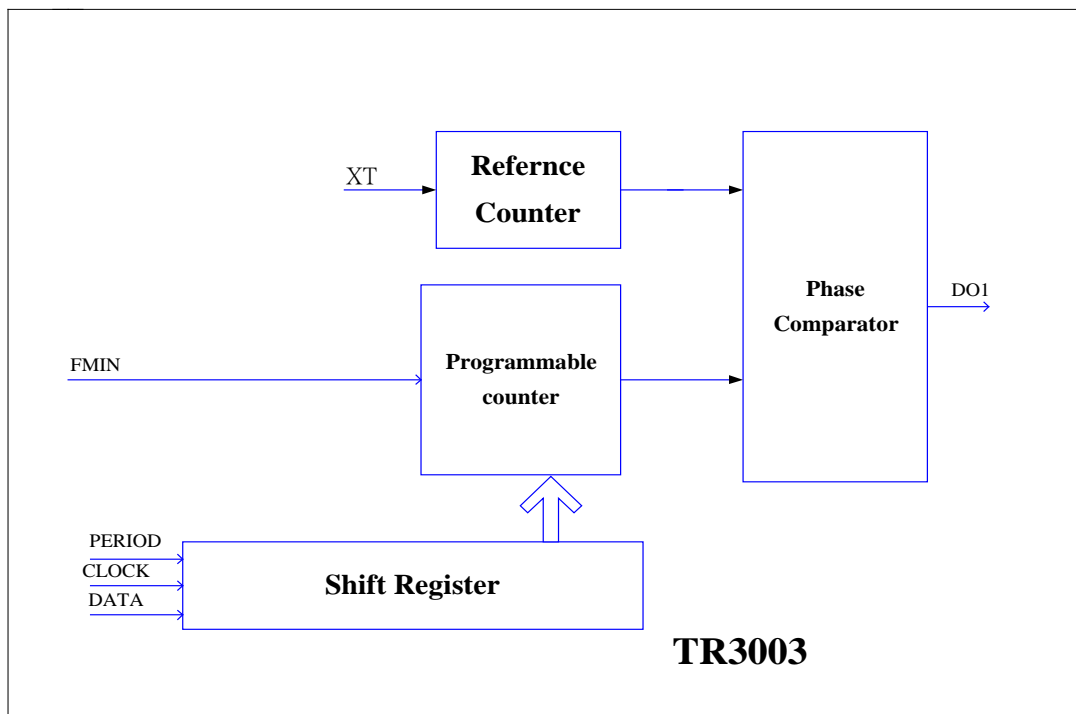 XT
Refernce
Counter
Phase
Comparator
DO1
FMIN
Programmable
counter
PERIOD
CLOCK
DATA
Shift Register
TR3003